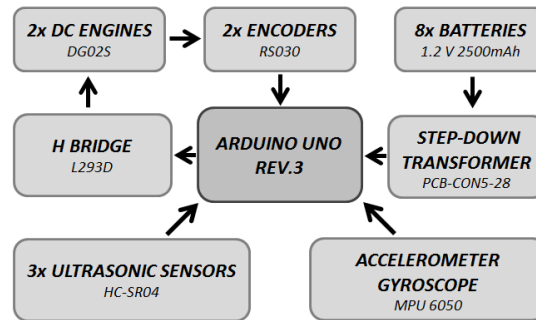 2x DC ENGINES
DG02S
2x ENCODERS
RS030
8x BATTERIES
1.2 V 2500mAh
H BRIDGE
L293D
ARDUINO UNO
REV.3
STEP-DOWN
TRANSFORMER
PCB-CON5-28
3x ULTRASONIC SENSORS
HC-SR04
ACCELEROMETER
GYROSCOPE
MPU 6050